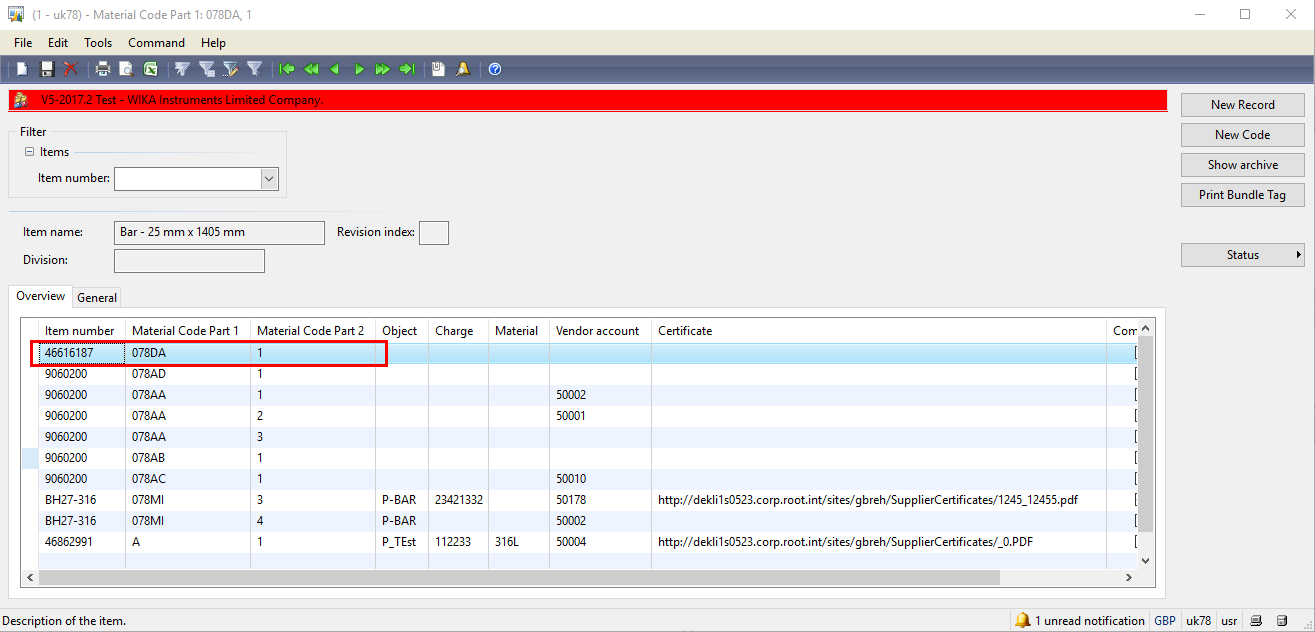 (1 - uk78) - Material Code Part 1: 078DA, 1
File Edit Tools Command Help
V5-2017.2 Test - WIKA Instruments Limited Company.
New Record
New Code
Show archive
Print Bundle Tag
Status
Filter
Items
Item number:
Item name: Bar - 25 mm x 1405 mm Revision index:
Division:
Overview General
Item number Material Code Part 1 Material Code Part 2 Object Charge Material Vendor account Certificate Com
46616187 078DA 1
9060200 078AD 1
9060200 078AA 1 50002
9060200 078AA 2 50001
9060200 078AA 3
9060200 078AB 1
9060200 078AC 1 50010
BH27-316 078MI 3 P-BAR 23421332 50178 http://dekli1s0523.corp.root.int/sites/gbreh/SupplierCertificates/1245_12455.pdf
BH27-316 078MI 4 P-BAR 50002
46862991 A 1 P_TEst 112233 316L 50004 http://dekli1s0523.corp.root.int/sites/gbreh/SupplierCertificates/_0.PDF
Description of the item. 1 unread notification GBP uk78 usr